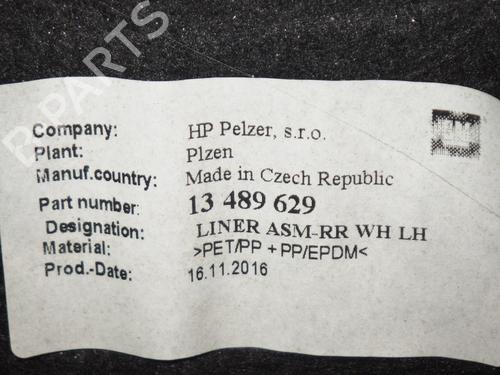 B-PARTS
Company: HP Pelzer, s.r.o.
Plant: Plzen
Manuf.country: Made in Czech Republic
Part number: 13 489 629
Designation: LINER ASM-RR WH LH
Material: >PET/PP + PP/EPDM<
Prod.-Date: 16.11.2016